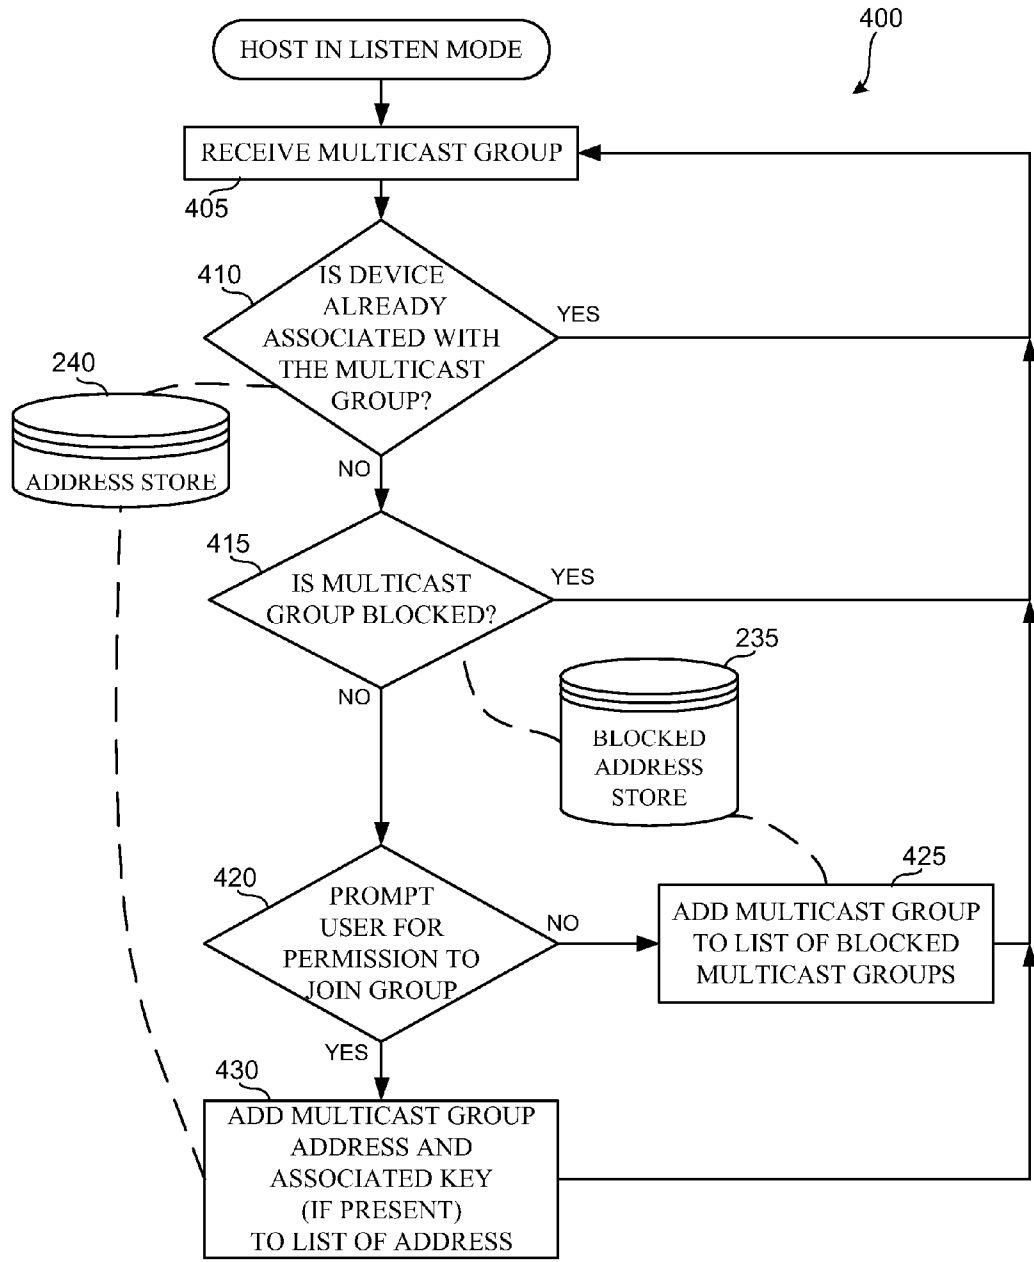 400
HOST IN LISTEN MODE
RECEIVE MULTICAST GROUP
405
410
IS DEVICE
ALREADY
ASSOCIATED WITH
THE MULTICAST
GROUP?
YES
240
ADDRESS STORE
NO
415
IS MULTICAST
GROUP BLOCKED?
YES
NO
235
BLOCKED
ADDRESS
STORE
420
PROMPT
USER FOR
PERMISSION TO
JOIN GROUP
NO
425
ADD MULTICAST GROUP
TO LIST OF BLOCKED
MULTICAST GROUPS
YES
430
ADD MULTICAST GROUP
ADDRESS AND
ASSOCIATED KEY
(IF PRESENT)
TO LIST OF ADDRESS